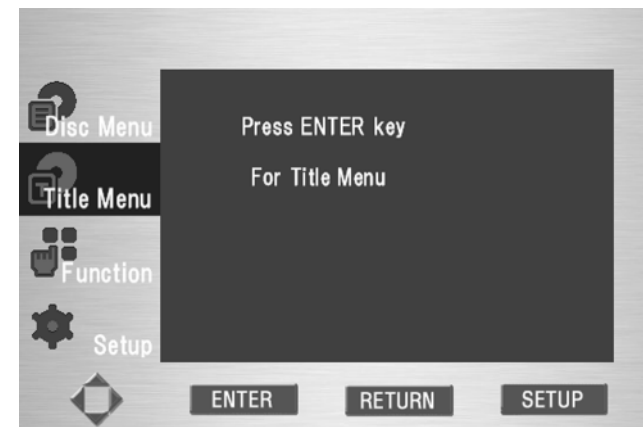 Disc Menu
Press ENTER key
For Title Menu
Title Menu
Function
Setup
ENTER RETURN SETUP